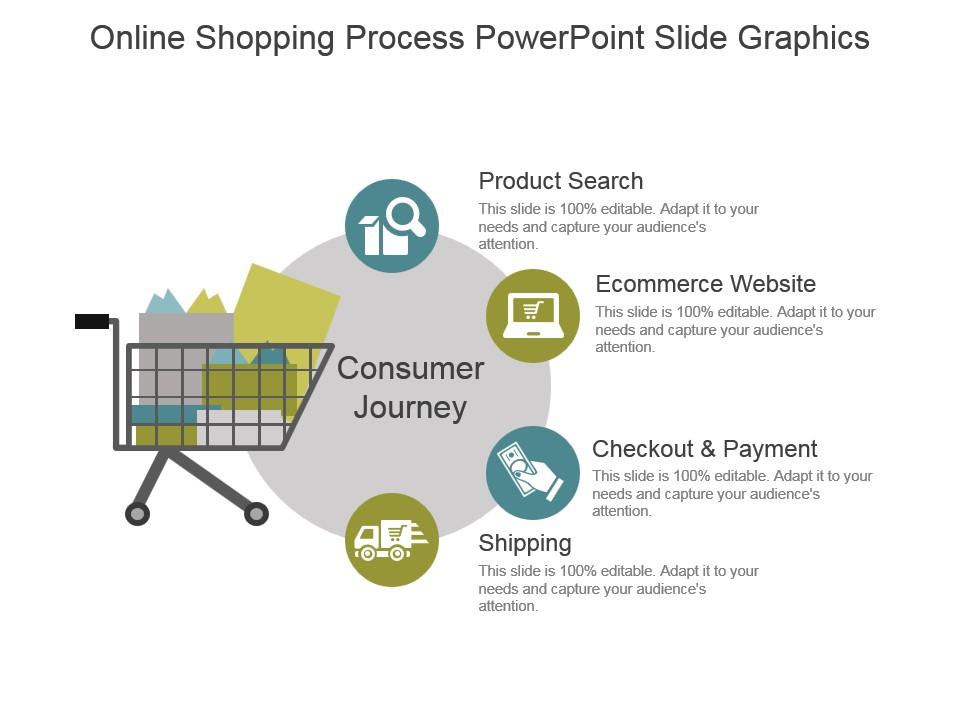 Online Shopping Process PowerPoint Slide Graphics
Product Search
This slide is 100% editable. Adapt it to your
needs and capture your audience's
attention.
Ecommerce Website
This slide is 100% editable. Adapt it to your
needs and capture your audience's
attention.
Consumer
Journey
Checkout & Payment
This slide is 100% editable. Adapt it to your
needs and capture your audience's
attention.
Shipping
This slide is 100% editable. Adapt it to your
needs and capture your audience's
attention.